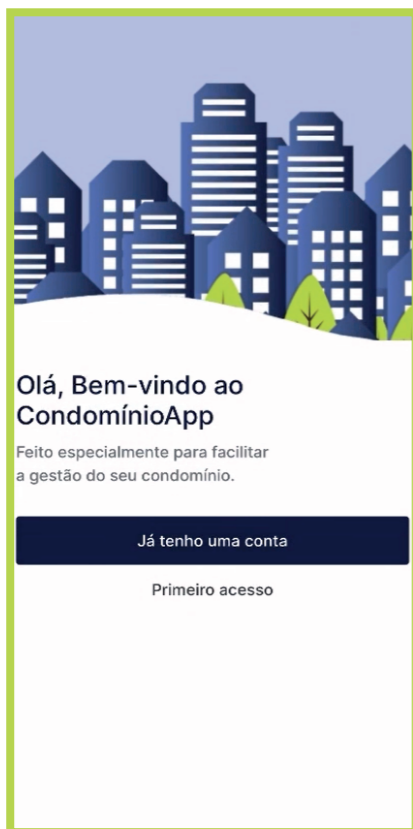 Olá, Bem-vindo ao
CondomínioApp
Feito especialmente para facilitar
a gestão do seu condomínio.
Já tenho uma conta
Primeiro acesso